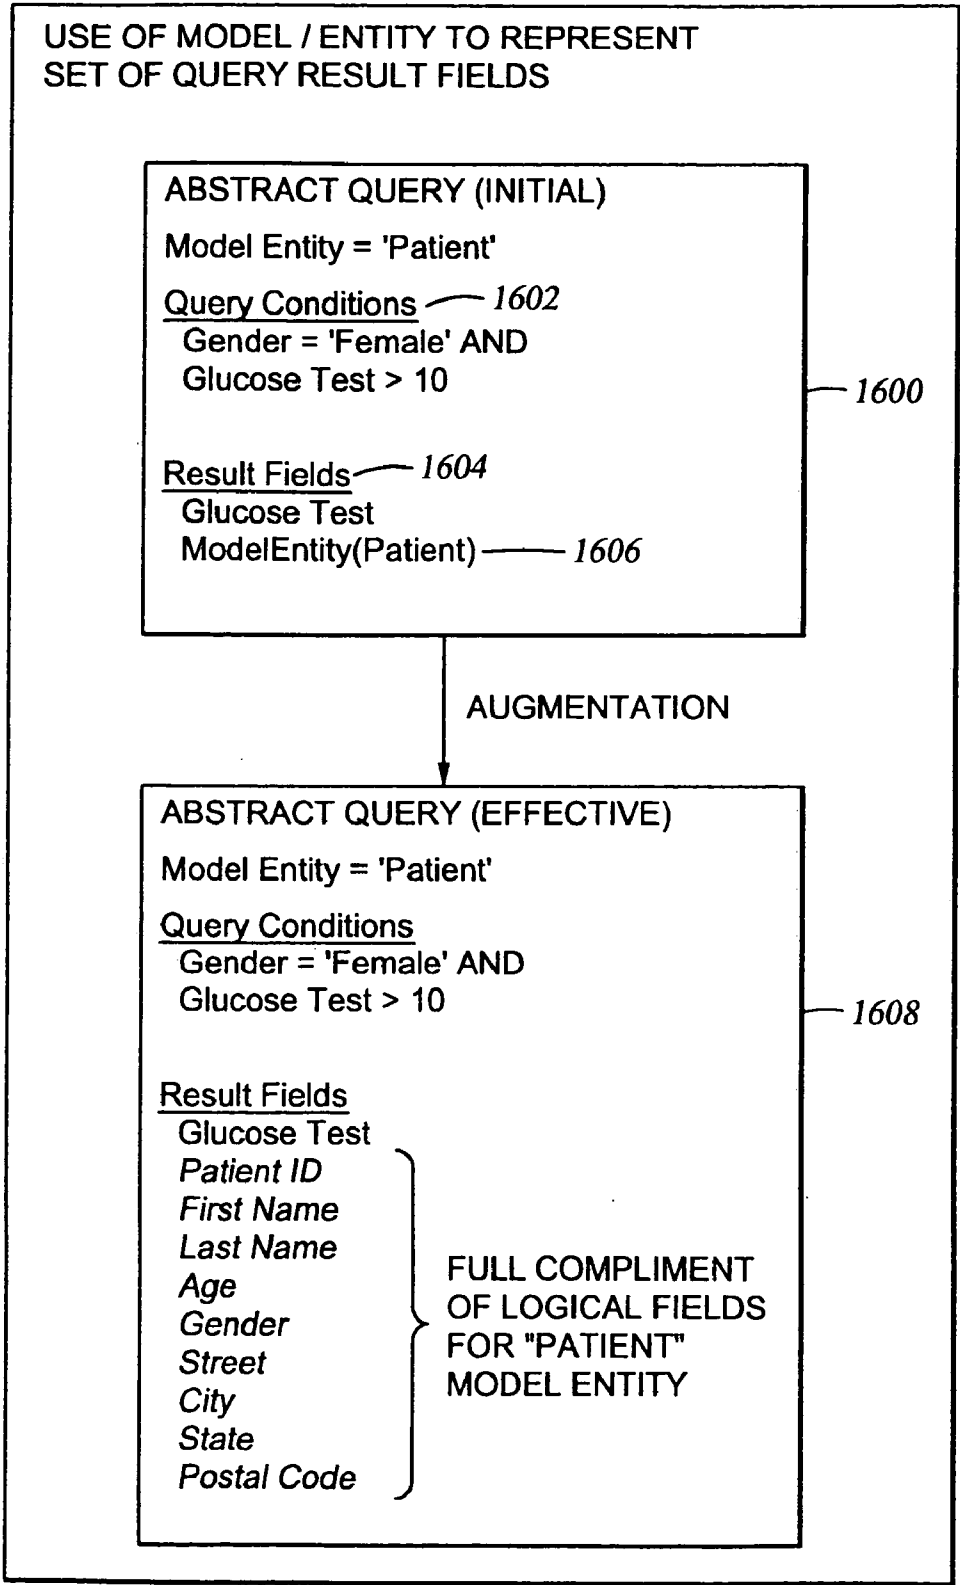 USE OF MODEL / ENTITY TO REPRESENT
SET OF QUERY RESULT FIELDS
ABSTRACT QUERY (INITIAL)
Model Entity = 'Patient'
Query Conditions 1602
Gender = 'Female' AND
Glucose Test > 10
1600
Result Fields 1604
Glucose Test
ModelEntity(Patient) 1606
AUGMENTATION
ABSTRACT QUERY (EFFECTIVE)
Model Entity = 'Patient'
Query Conditions
Gender = 'Female' AND
Glucose Test > 10
1608
Result Fields
Glucose Test
Patient ID
First Name
Last Name
Age
Gender
Street
City
State
Postal Code
FULL COMPLIMENT
OF LOGICAL FIELDS
FOR "PATIENT"
MODEL ENTITY